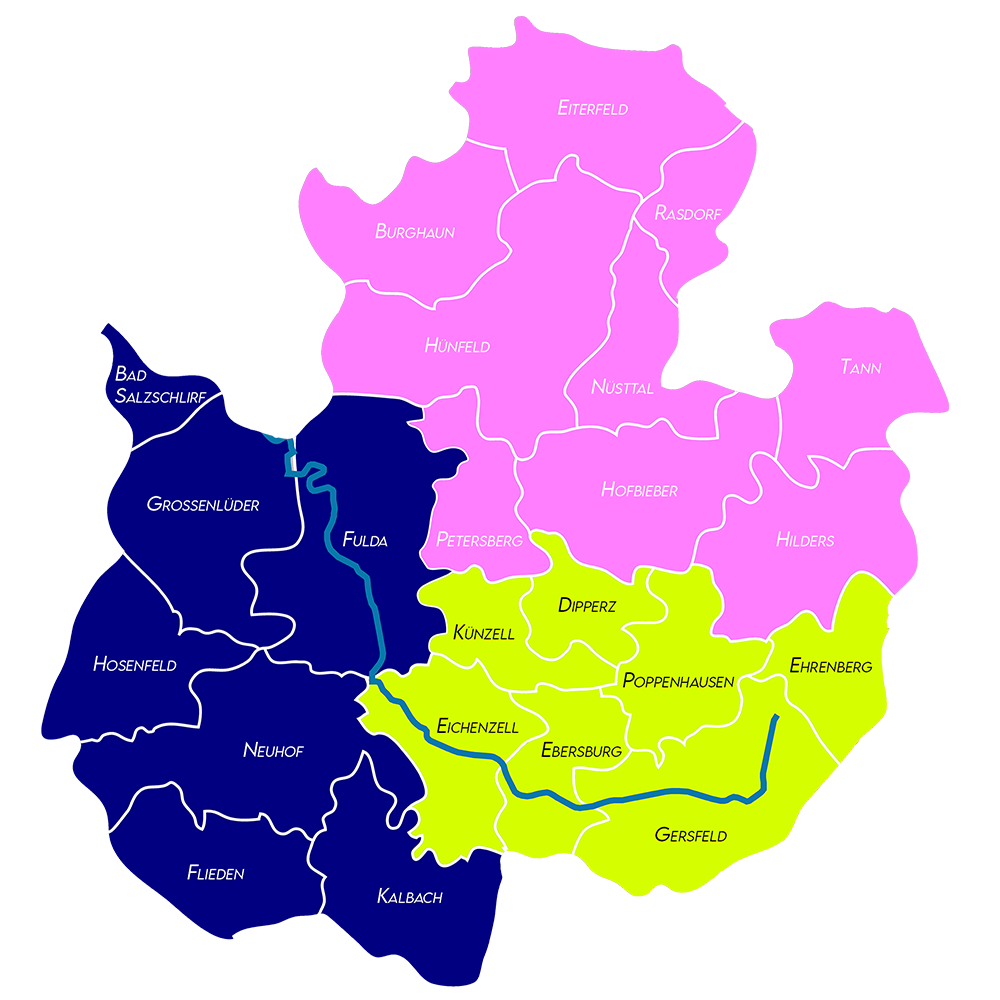 Eiterfeld
Rasdorf
Burghaun
Hünfeld
Nüsttal
Tann
Bad
Salzschlirf
Hofbieber
Grossenlüder
Fulda
Petersberg
Hilders
Dipperz
Künzell
Hosenfeld
Ehrenberg
Poppenhausen
Eichenzell
Neuhof
Ebersburg
Gersfeld
Flieden
Kalbach